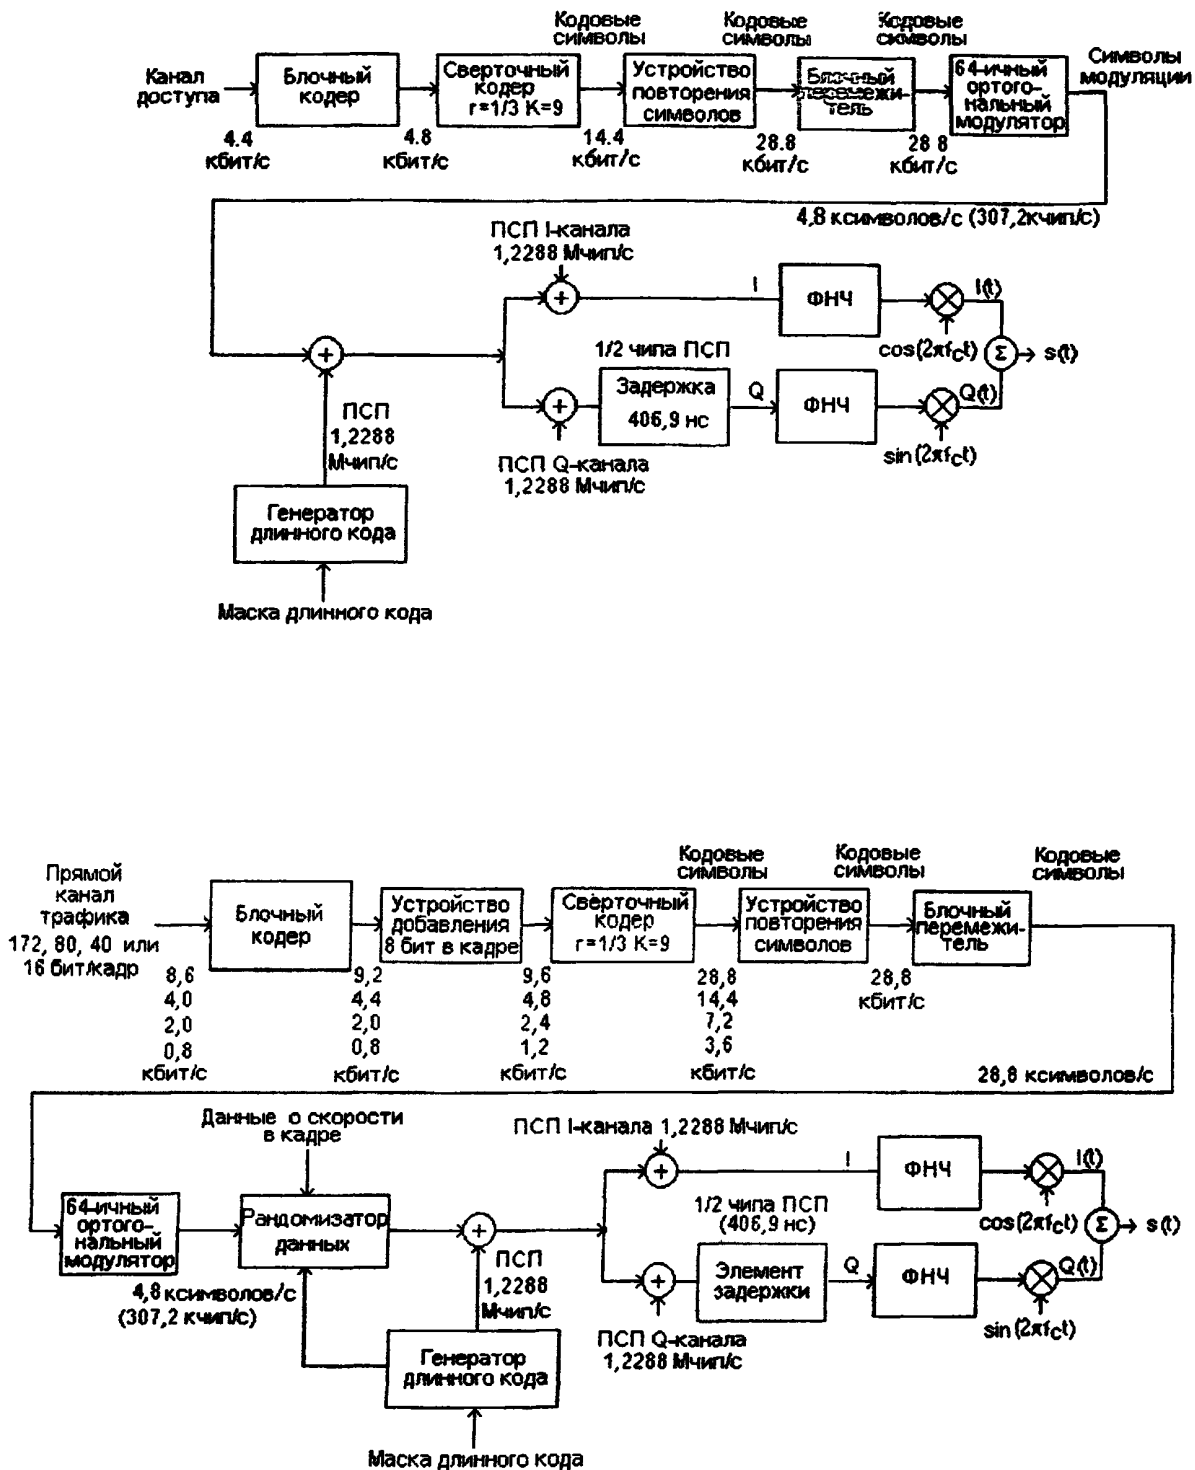 Кодовые
символы
Кодовые
символы
Кодовые
символы
Символы
модуляции
Канал
доступа
Блочный
кодер
Сверточный
кодер
r=1/3 K=9
Устройство
повторения
символов
Блочный
перемежи-
тель
64-ичный
ортого-
нальный
модулятор
4.4
кбит/с
4.8
кбит/с
14.4
кбит/с
28.8
кбит/с
28 8
кбит/с
4,8 ксимволов/с (307,2кчип/с)
ПСП I-канала
1,2288 Мчип/с
I
ФНЧ
I(t)
cos(2πfct)
Σ
s(t)
1/2 чипа ПСП
Задержка
406,9 нс
Q
ФНЧ
Q(t)
sin(2πfct)
ПСП Q-канала
1,2288 Мчип/с
ПСП
1,2288
Мчип/с
Генератор
длинного кода
Маска длинного кода
Кодовые
символы
Кодовые
символы
Кодовые
символы
Прямой
канал
трафика
172, 80, 40 или
16 бит/кадр
Блочный
кодер
Устройство
добавления
8 бит в кадре
Сверточный
кодер
r=1/3 K=9
Устройство
повторения
символов
Блочный
перемежи-
тель
8,6
4,0
2,0
0,8
кбит/с
9,2
4,4
2,0
0,8
кбит/с
9,6
4,8
2,4
1,2
кбит/с
28,8
14,4
7,2
3,6
кбит/с
28,8
кбит/с
28,8 ксимволов/с
Данные о скорости
в кадре
64-ичный
ортого-
нальный
модулятор
Рандомизатор
данных
4,8 ксимволов/с
(307,2 кчип/с)
ПСП
1,2288
Мчип/с
Генератор
длинного кода
Маска длинного кода
ПСП I-канала 1,2288 Мчип/с
I
ФНЧ
I(t)
cos(2πfct)
Σ
s(t)
1/2 чипа ПСП
(406,9 нс)
Элемент
задержки
Q
ФНЧ
Q(t)
sin(2πfct)
ПСП Q-канала
1,2288 Мчип/с